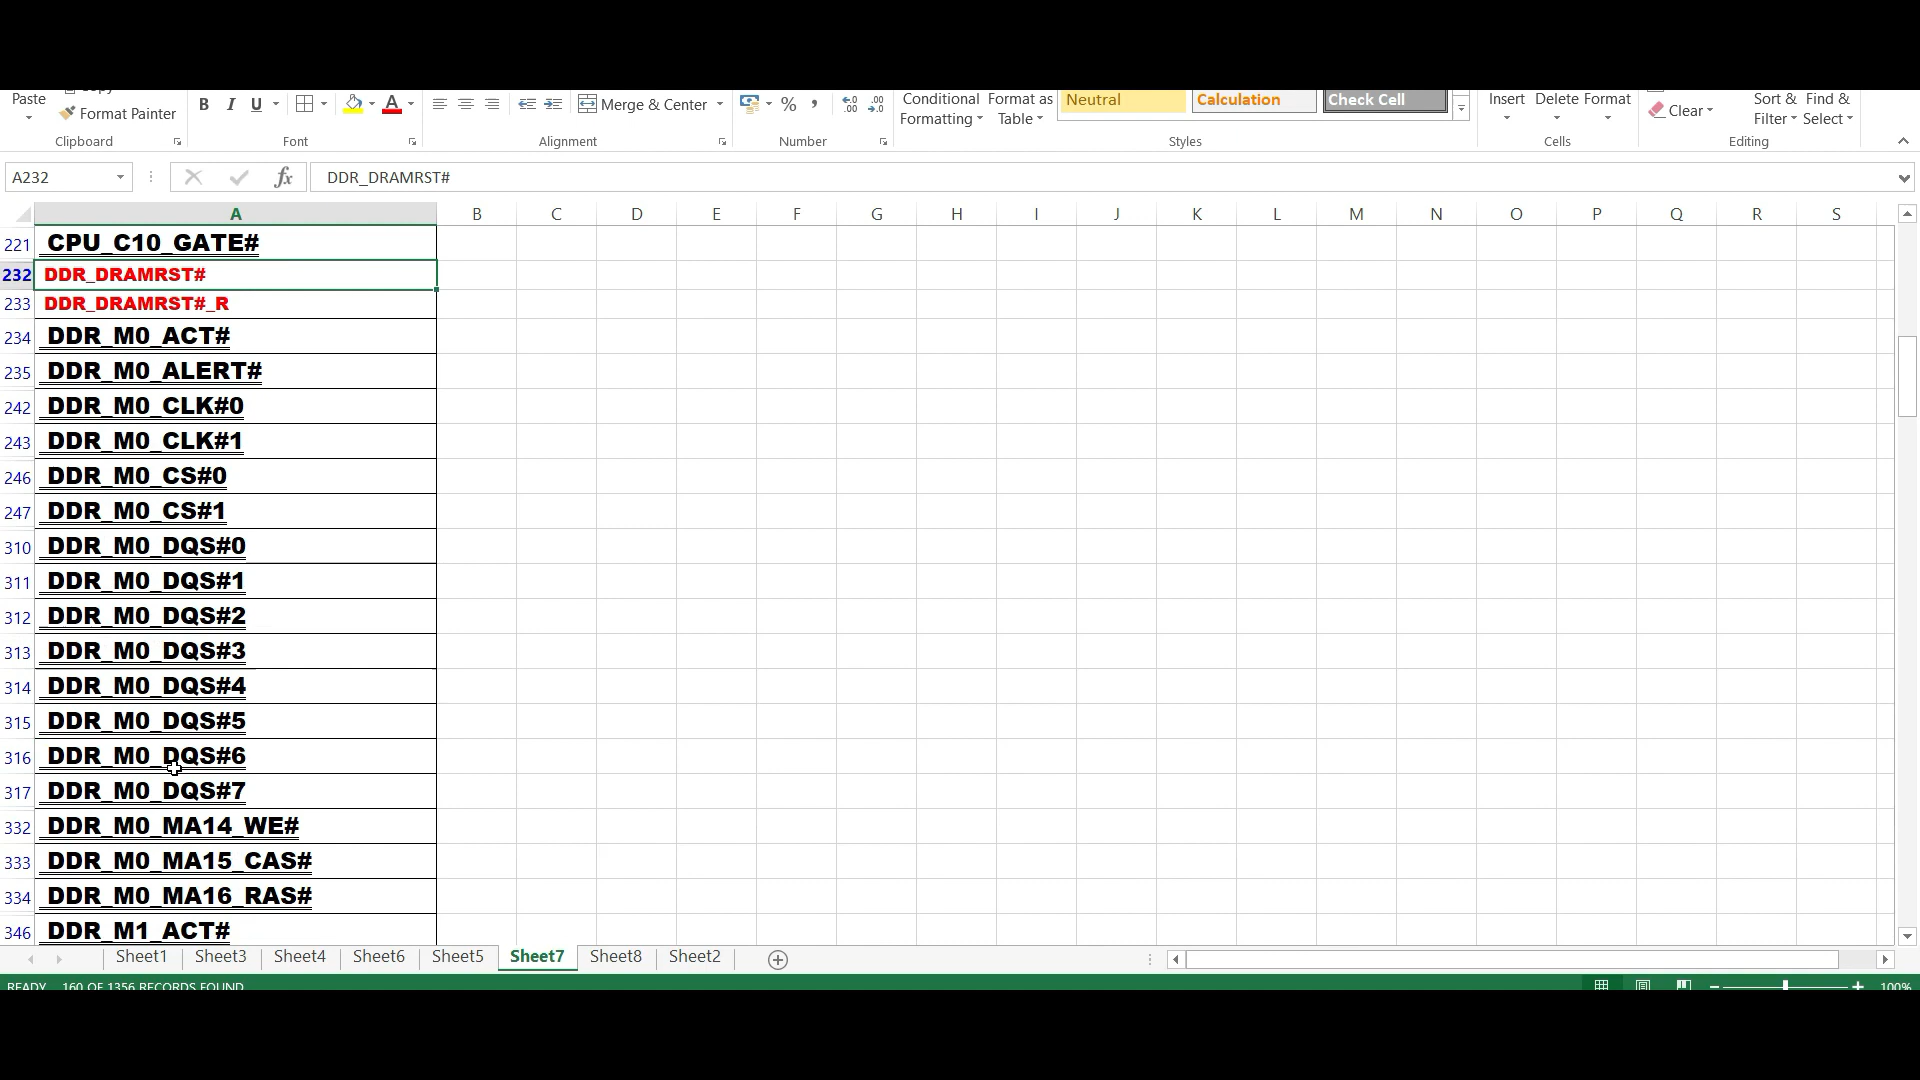 Paste Copy
Format Painter
B I U A
Merge & Center
% ,
Conditional Formatting
Format as Table
Neutral Calculation Check Cell
Insert Delete Format
Clear
Sort & Filter
Find & Select
Clipboard Font Alignment Number Styles Cells Editing
A232 fx DDR_DRAMRST#
A B C D E F G H I J K L M N O P Q R S
221 CPU_C10_GATE#
232 DDR_DRAMRST#
233 DDR_DRAMRST#_R
234 DDR_M0_ACT#
235 DDR_M0_ALERT#
242 DDR_M0_CLK#0
243 DDR_M0_CLK#1
246 DDR_M0_CS#0
247 DDR_M0_CS#1
310 DDR_M0_DQS#0
311 DDR_M0_DQS#1
312 DDR_M0_DQS#2
313 DDR_M0_DQS#3
314 DDR_M0_DQS#4
315 DDR_M0_DQS#5
316 DDR_M0_DQS#6
317 DDR_M0_DQS#7
332 DDR_M0_MA14_WE#
333 DDR_M0_MA15_CAS#
334 DDR_M0_MA16_RAS#
346 DDR_M1_ACT#
Sheet1 Sheet3 Sheet4 Sheet6 Sheet5 Sheet7 Sheet8 Sheet2
READY 160 OF 1356 RECORDS FOUND 100%